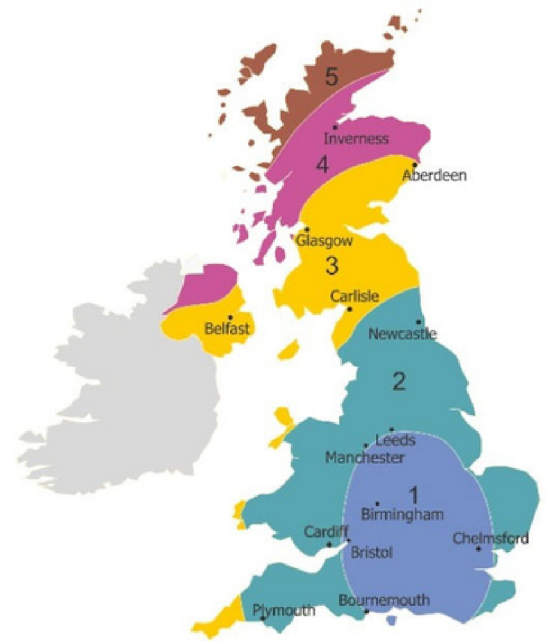 5
Inverness
4
Aberdeen
Glasgow
3
Carlisle
Belfast
Newcastle
2
Leeds
Manchester
1
Birmingham
Cardiff
Chelmsford
Bristol
Bournemouth
Plymouth